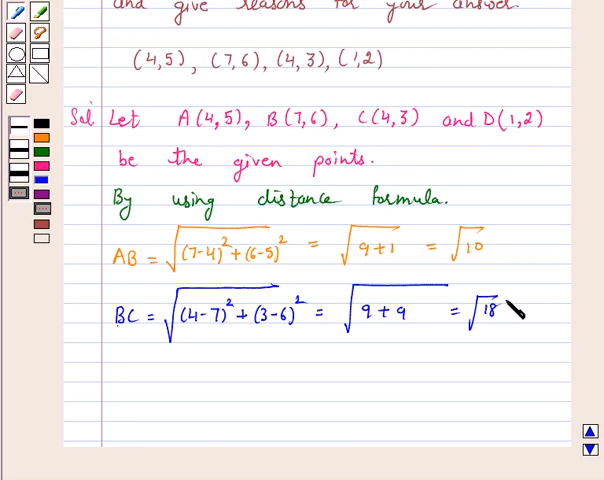 and give reasons for your answer.
(4,5), (7,6), (4,3), (1,2)
Sol^n Let A(4,5), B(7,6), C(4,3) and D(1,2)
be the given points.
By using distance formula.
AB = √((7-4)² + (6-5)²) = √(9+1) = √10
BC = √((4-7)² + (3-6)²) = √(9+9) = √18